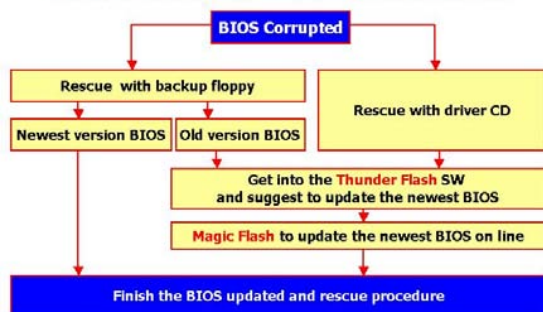 BIOS Corrupted
Rescue with backup floppy
Rescue with driver CD
Newest version BIOS
Old version BIOS
Get into the Thunder Flash SW
and suggest to update the newest BIOS
Magic Flash to update the newest BIOS on line
Finish the BIOS updated and rescue procedure